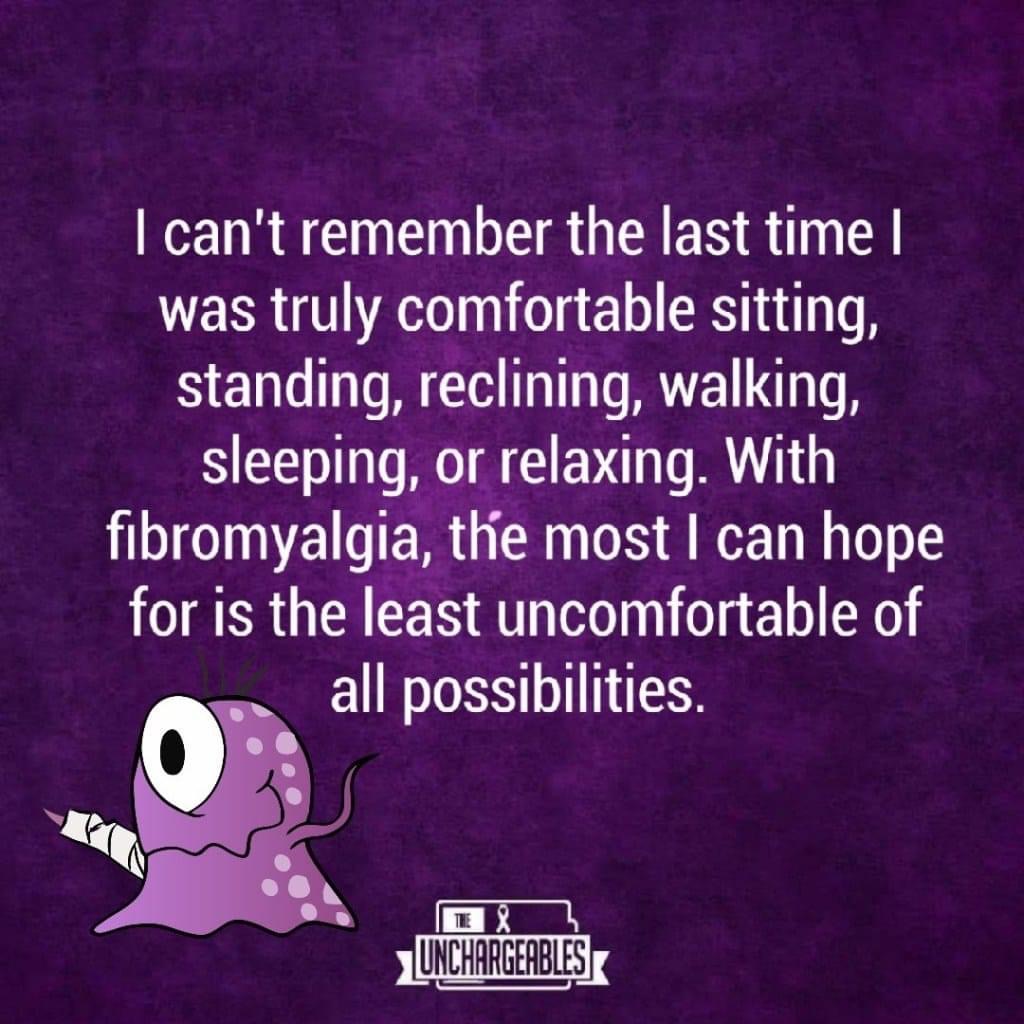 I can't remember the last time I
was truly comfortable sitting,
standing, reclining, walking,
sleeping, or relaxing. With
fibromyalgia, the most I can hope
for is the least uncomfortable of
all possibilities.
THE
UNCHARGEABLES